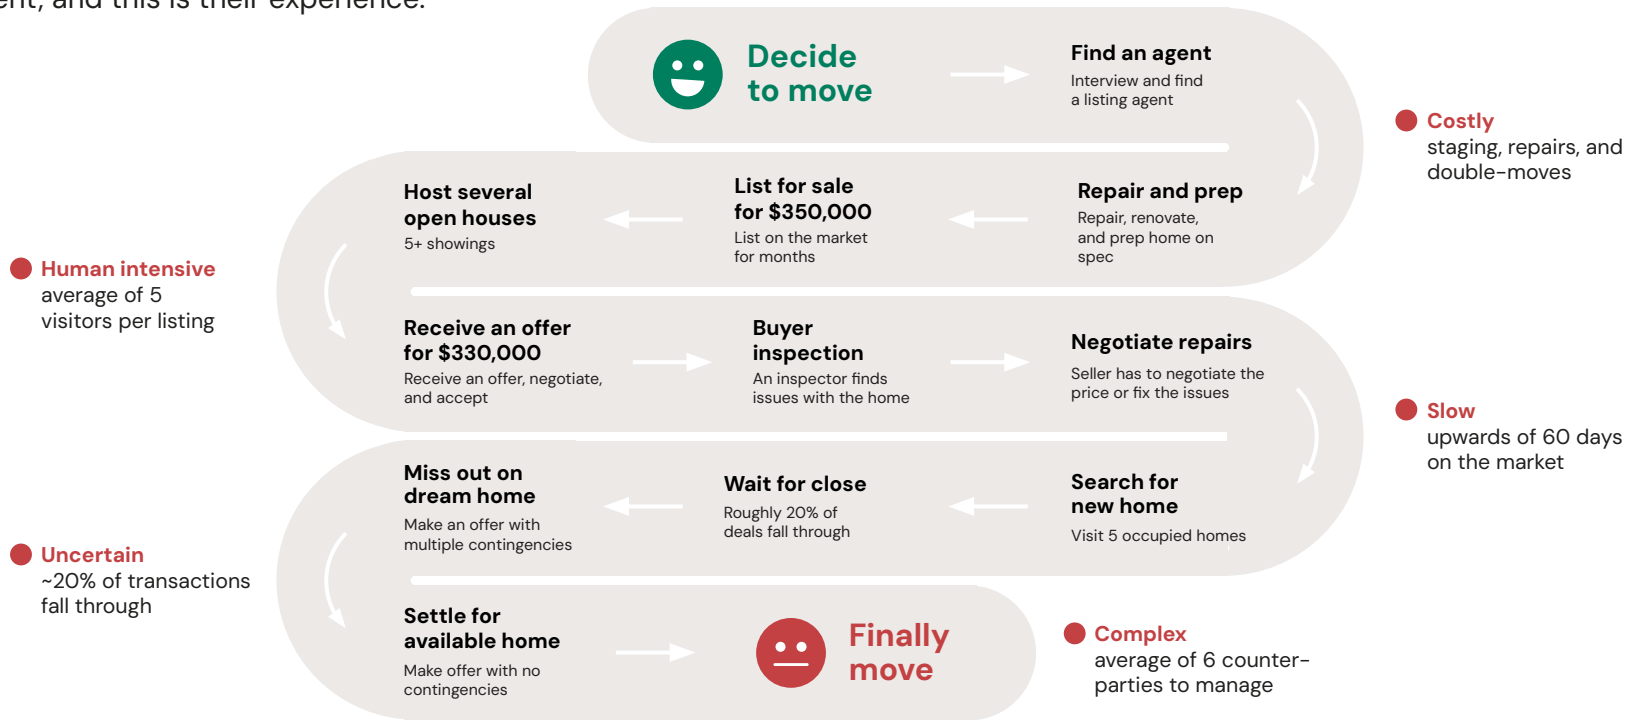 ent, and this is their experience.
Decide
to move
Find an agent
Interview and find
a listing agent
Costly
staging, repairs, and
double-moves
Repair and prep
Repair, renovate,
and prep home on
spec
List for sale
for $350,000
List on the market
for months
Host several
open houses
5+ showings
Human intensive
average of 5
visitors per listing
Receive an offer
for $330,000
Receive an offer, negotiate,
and accept
Buyer
inspection
An inspector finds
issues with the home
Negotiate repairs
Seller has to negotiate the
price or fix the issues
Slow
upwards of 60 days
on the market
Search for
new home
Visit 5 occupied homes
Wait for close
Roughly 20% of
deals fall through
Miss out on
dream home
Make an offer with
multiple contingencies
Uncertain
~20% of transactions
fall through
Settle for
available home
Make offer with no
contingencies
Finally
move
Complex
average of 6 counter-
parties to manage